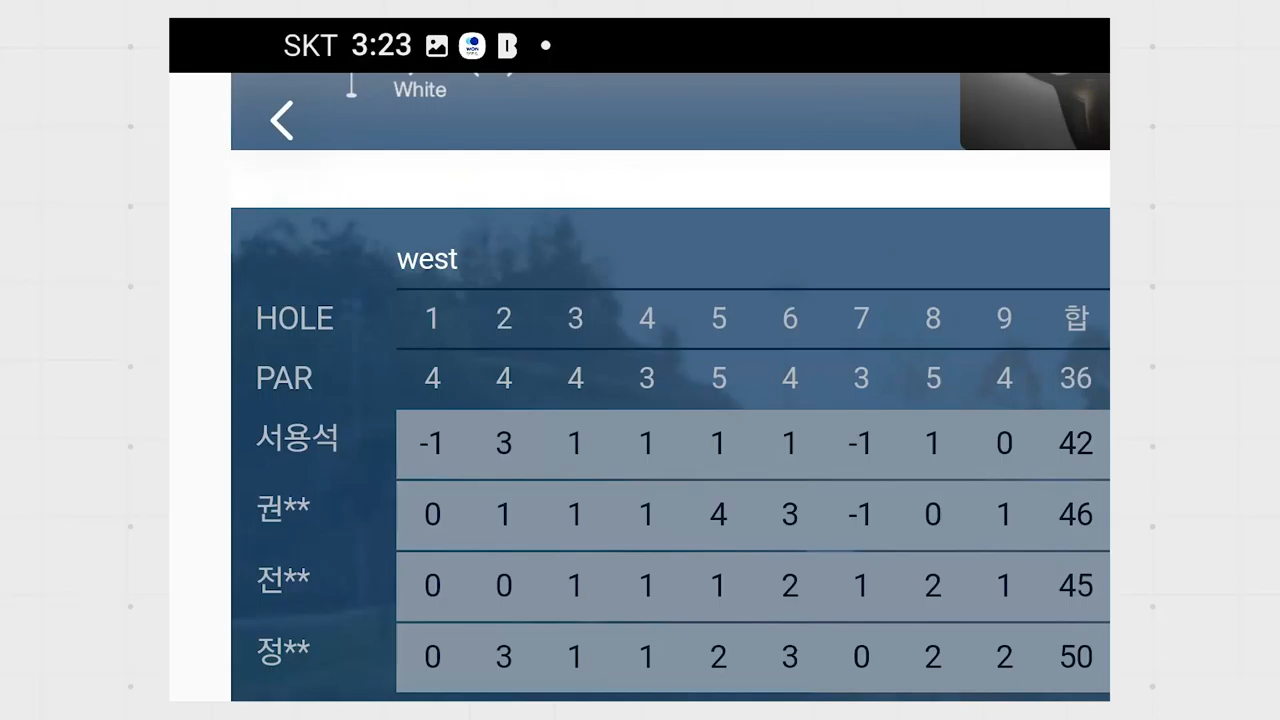 SKT 3:23
White
west
HOLE 1 2 3 4 5 6 7 8 9 합
PAR 4 4 4 3 5 4 3 5 4 36
서용석 -1 3 1 1 1 1 -1 1 0 42
권** 0 1 1 1 4 3 -1 0 1 46
전** 0 0 1 1 1 2 1 2 1 45
정** 0 3 1 1 2 3 0 2 2 50